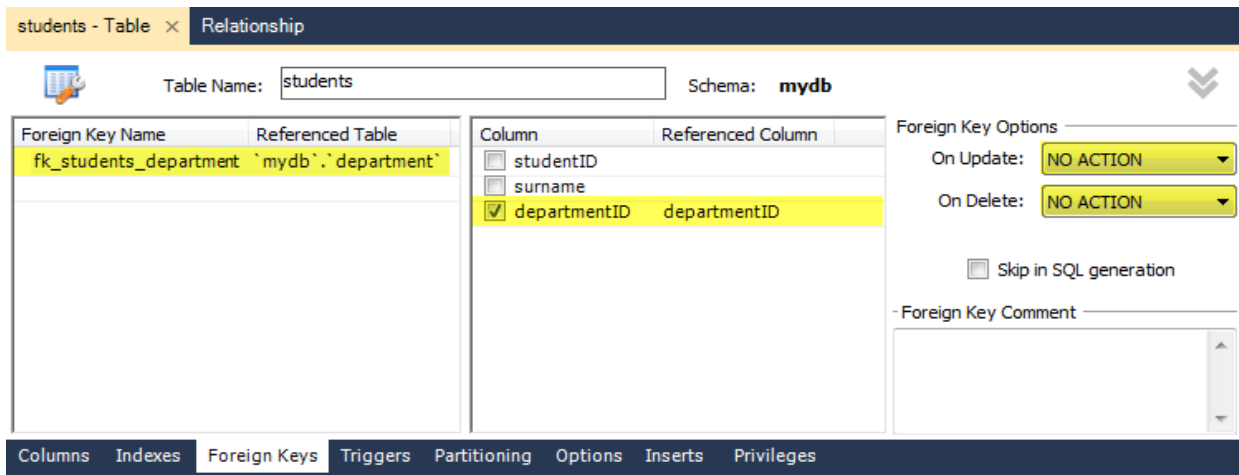 students - Table × Relationship
Table Name: students Schema: mydb
Foreign Key Name Referenced Table
fk_students_department `mydb`.`department`
Column Referenced Column
studentID
surname
departmentID departmentID
Foreign Key Options
On Update: NO ACTION
On Delete: NO ACTION
Skip in SQL generation
Foreign Key Comment
Columns Indexes Foreign Keys Triggers Partitioning Options Inserts Privileges